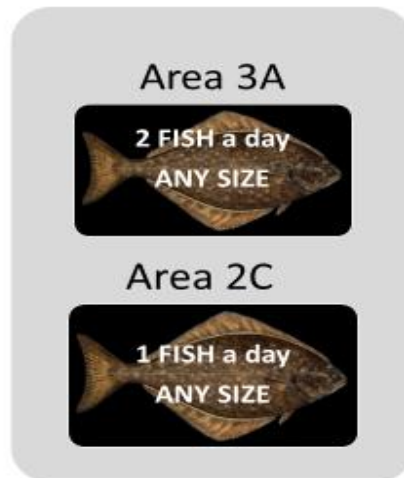 Area 3A
2 FISH a day
ANY SIZE
Area 2C
1 FISH a day
ANY SIZE